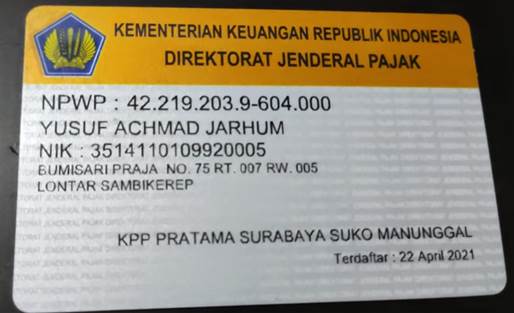 KEMENTERIAN KEUANGAN REPUBLIK INDONESIA
DIREKTORAT JENDERAL PAJAK
NPWP : 42.219.203.9-604.000
YUSUF ACHMAD JARHUM
NIK : 3514110109920005
BUMISARI PRAJA NO. 75 RT. 007 RW. 005
LONTAR SAMBIKEREP
KPP PRATAMA SURABAYA SUKO MANUNGGAL
Terdaftar : 22 April 2021